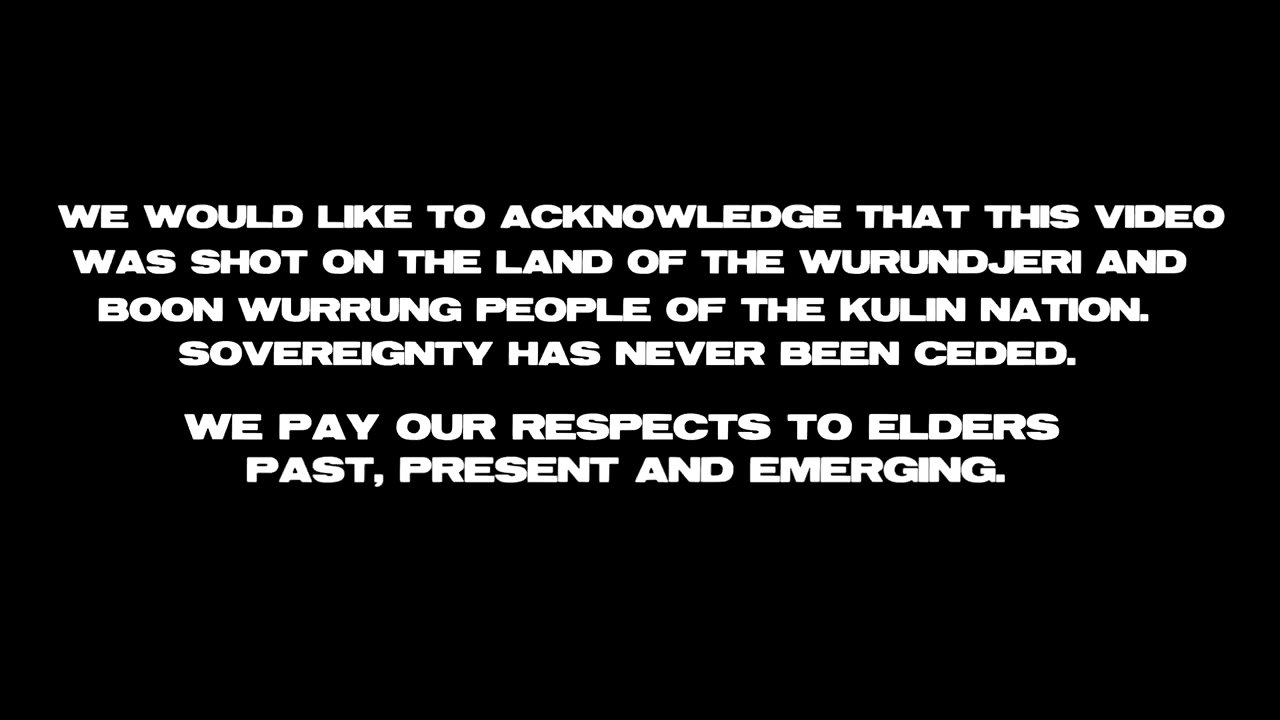 WE WOULD LIKE TO ACKNOWLEDGE THAT THIS VIDEO
WAS SHOT ON THE LAND OF THE WURUNDJERI AND
BOON WURRUNG PEOPLE OF THE KULIN NATION.
SOVEREIGNTY HAS NEVER BEEN CEDED.
WE PAY OUR RESPECTS TO ELDERS
PAST, PRESENT AND EMERGING.